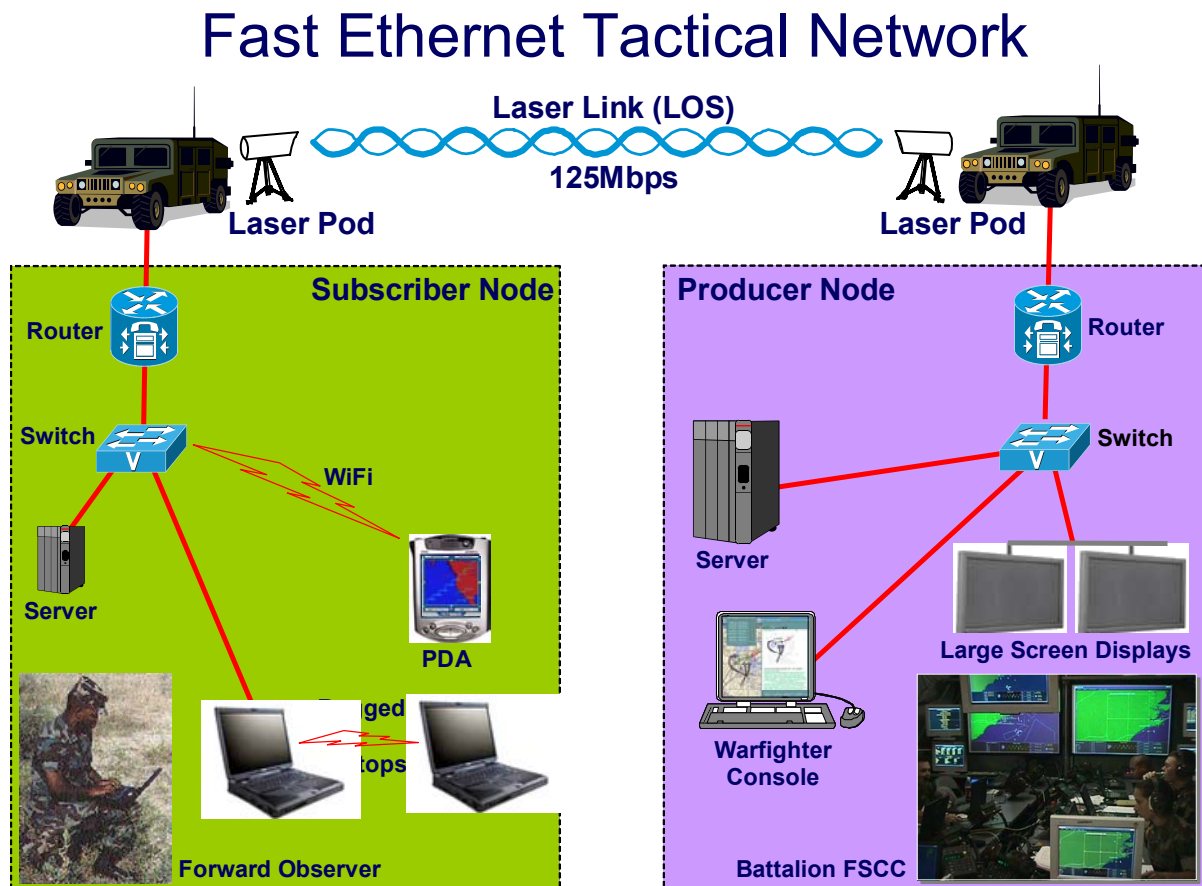 Fast Ethernet Tactical Network
Laser Link (LOS)
125Mbps
Laser Pod
Laser Pod
Subscriber Node
Router
Switch
V
WiFi
Server
PDA
Forward Observer
Producer Node
Router
Switch
V
Server
Large Screen Displays
Warfighter
Console
Battalion FSCC